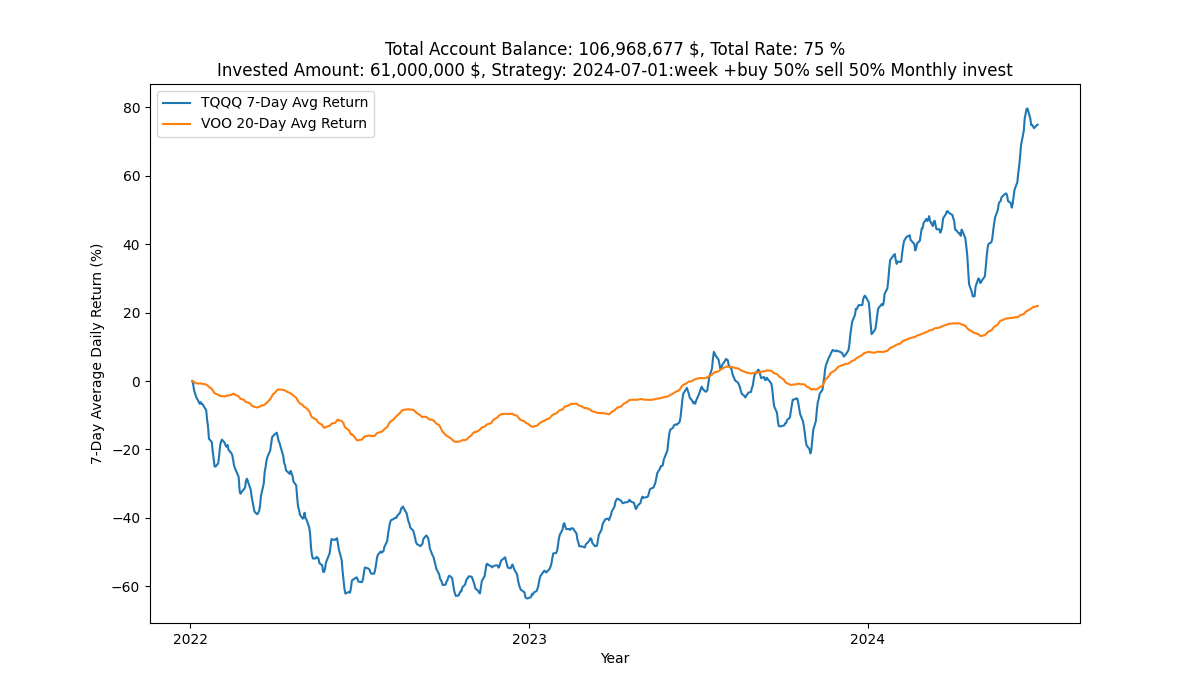 Total Account Balance: 106,968,677 $, Total Rate: 75 %
Invested Amount: 61,000,000 $, Strategy: 2024-07-01:week +buy 50% sell 50% Monthly invest
TQQQ 7-Day Avg Return
VOO 20-Day Avg Return
7-Day Average Daily Return (%)
80
60
40
20
0
−20
−40
−60
2022
2023
2024
Year